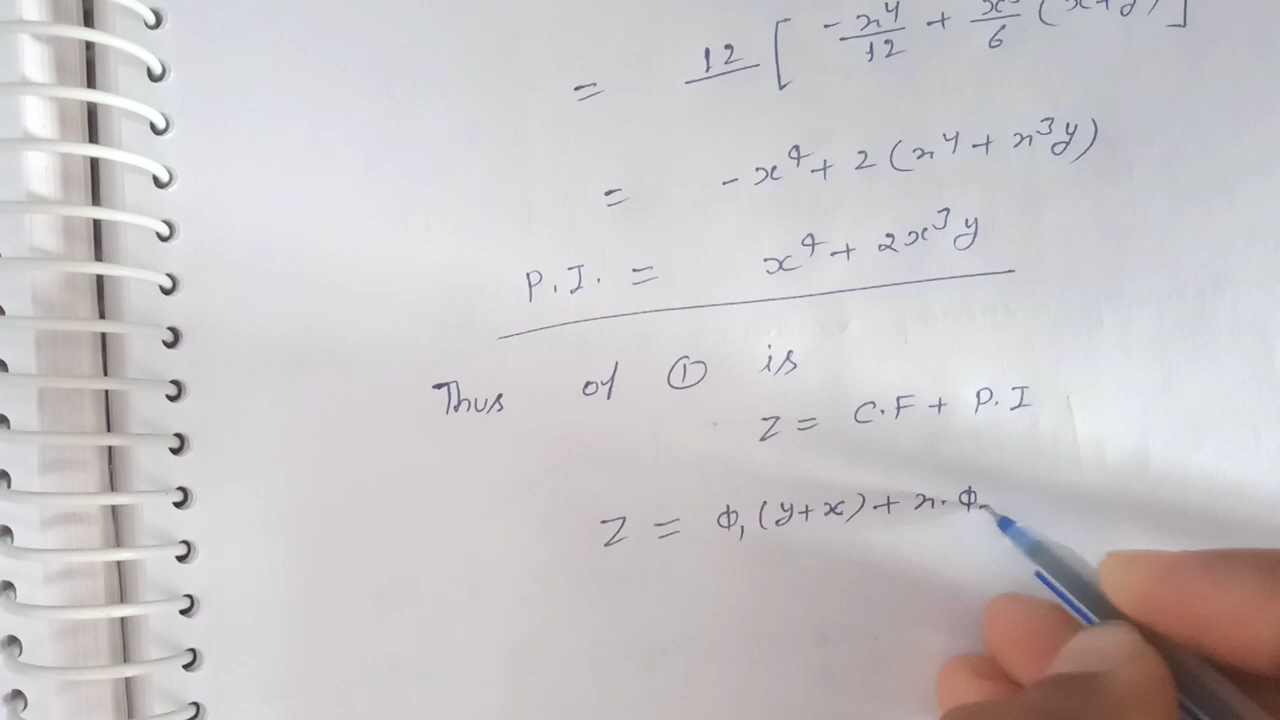 = 12 [ -x⁴/12 + x³/6 (x+y) ]
= -x⁴ + 2 (x⁴ + x³y)
P.I. = x⁴ + 2x³y
Thus of ① is
Z = C.F + P.I
Z = ϕ₁ (y+x) + x. ϕ